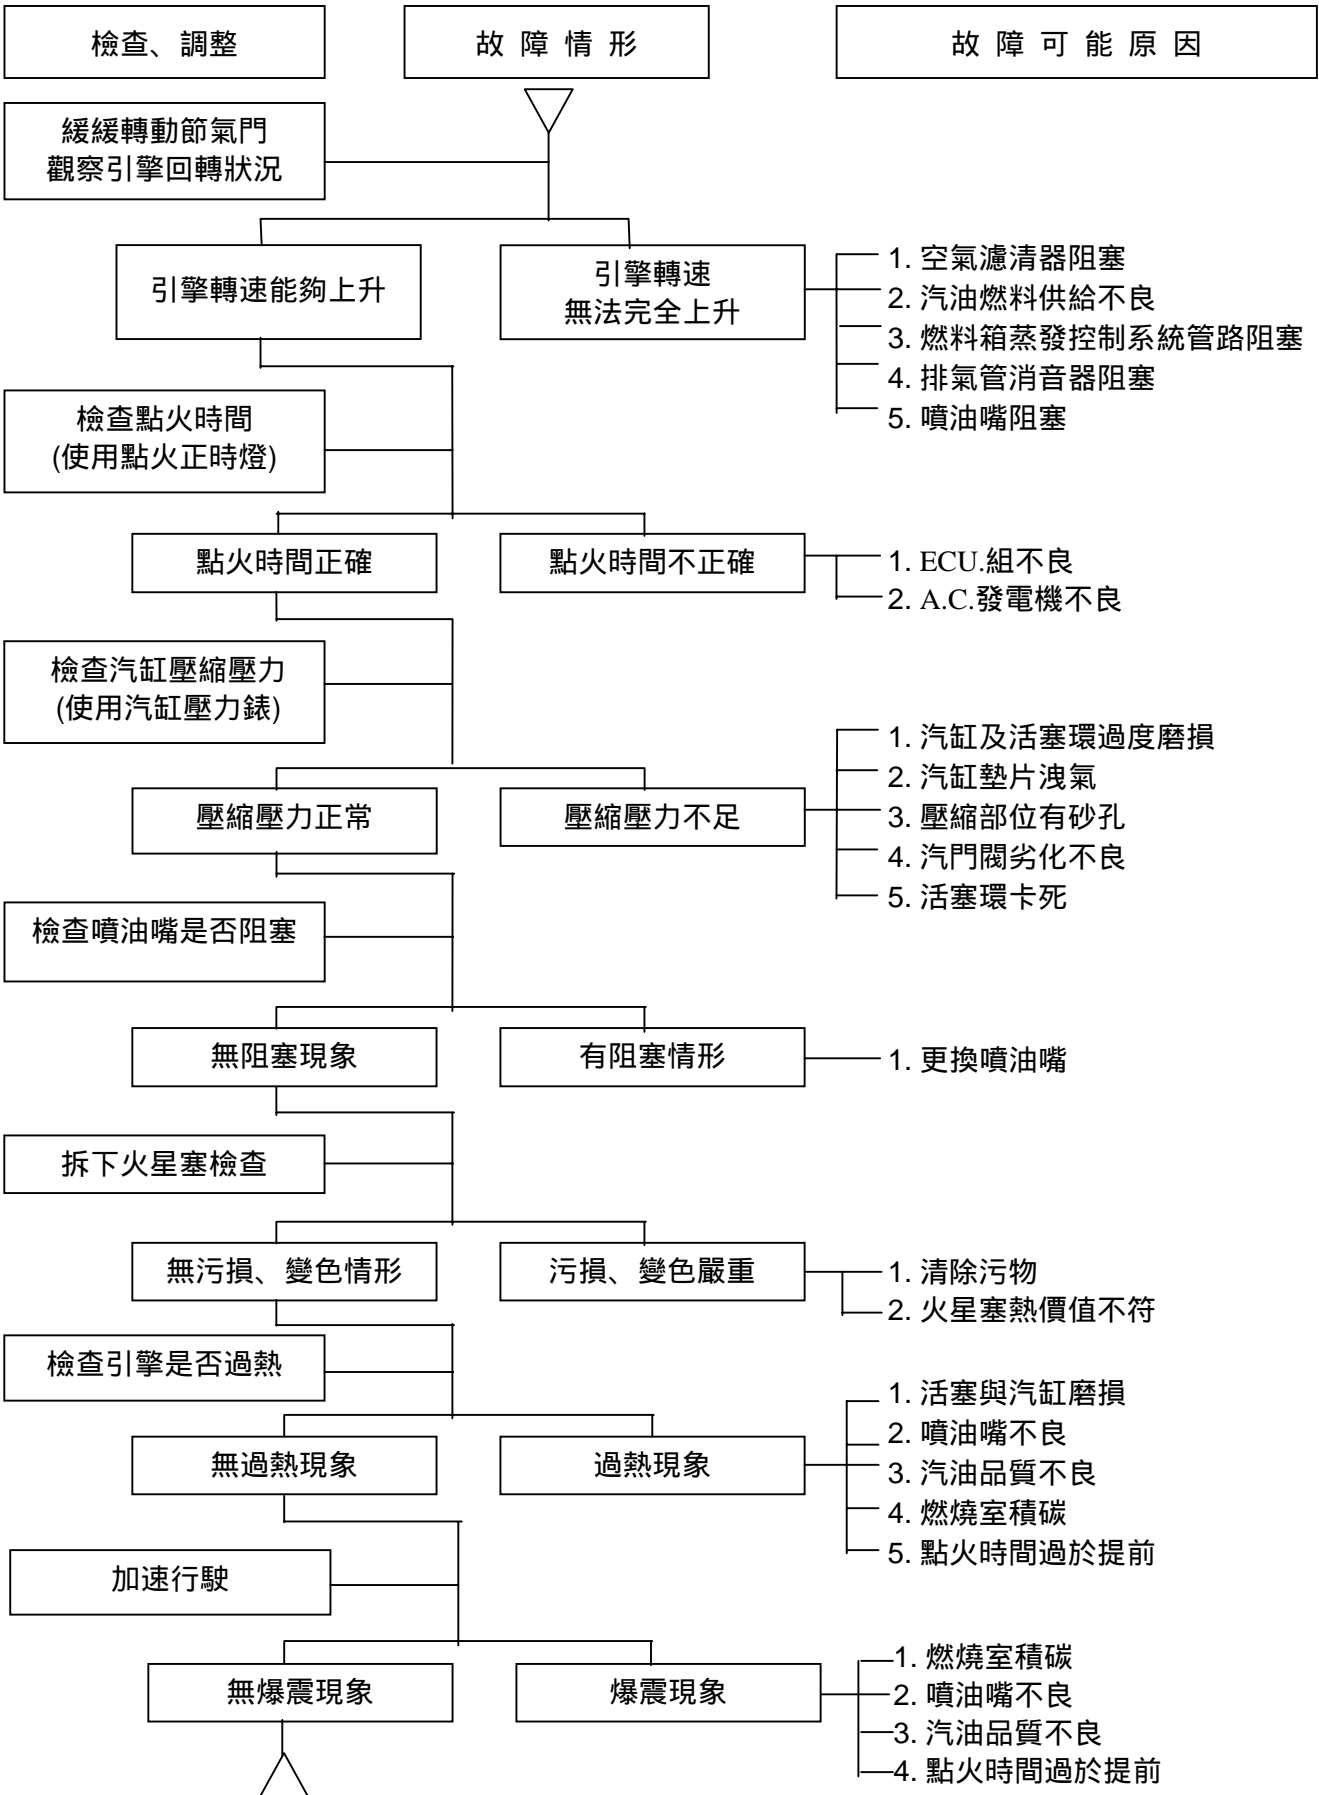 檢查、調整
故障情形
故障可能原因
緩緩轉動節氣門
觀察引擎回轉狀況
引擎轉速能夠上升
引擎轉速
無法完全上升
1. 空氣濾清器阻塞
2. 汽油燃料供給不良
3. 燃料箱蒸發控制系統管路阻塞
4. 排氣管消音器阻塞
5. 噴油嘴阻塞
檢查點火時間
(使用點火正時燈)
點火時間正確
點火時間不正確
1. ECU.組不良
2. A.C.發電機不良
檢查汽缸壓縮壓力
(使用汽缸壓力錶)
壓縮壓力正常
壓縮壓力不足
1. 汽缸及活塞環過度磨損
2. 汽缸墊片洩氣
3. 壓縮部位有砂孔
4. 汽門閥劣化不良
5. 活塞環卡死
檢查噴油嘴是否阻塞
無阻塞現象
有阻塞情形
1. 更換噴油嘴
拆下火星塞檢查
無污損、變色情形
污損、變色嚴重
1. 清除污物
2. 火星塞熱價值不符
檢查引擎是否過熱
無過熱現象
過熱現象
1. 活塞與汽缸磨損
2. 噴油嘴不良
3. 汽油品質不良
4. 燃燒室積碳
5. 點火時間過於提前
加速行駛
無爆震現象
爆震現象
1. 燃燒室積碳
2. 噴油嘴不良
3. 汽油品質不良
4. 點火時間過於提前